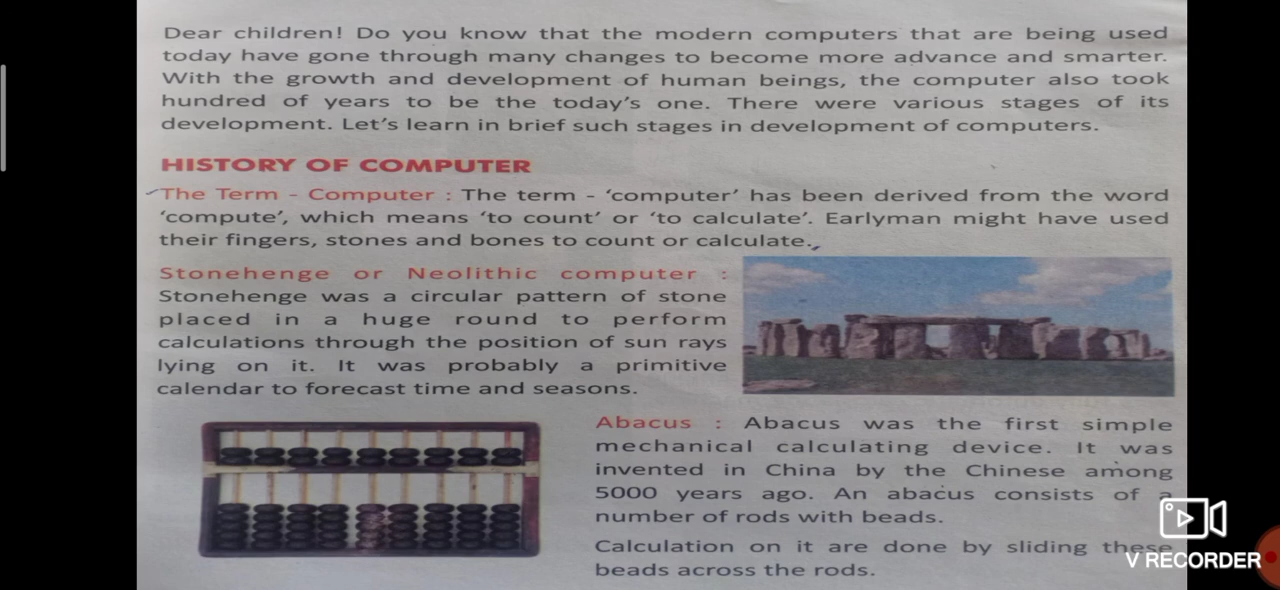 Dear children! Do you know that the modern computers that are being used
today have gone through many changes to become more advance and smarter.
With the growth and development of human beings, the computer also took
hundred of years to be the today's one. There were various stages of its
development. Let's learn in brief such stages in development of computers.
HISTORY OF COMPUTER
The Term - Computer : The term - 'computer' has been derived from the word
'compute', which means 'to count' or 'to calculate'. Earlyman might have used
their fingers, stones and bones to count or calculate.
Stonehenge or Neolithic computer :
Stonehenge was a circular pattern of stone
placed in a huge round to perform
calculations through the position of sun rays
lying on it. It was probably a primitive
calendar to forecast time and seasons.
Abacus : Abacus was the first simple
mechanical calculating device. It was
invented in China by the Chinese among
5000 years ago. An abacus consists of a
number of rods with beads.
Calculation on it are done by sliding these
beads across the rods.
V RECORDER